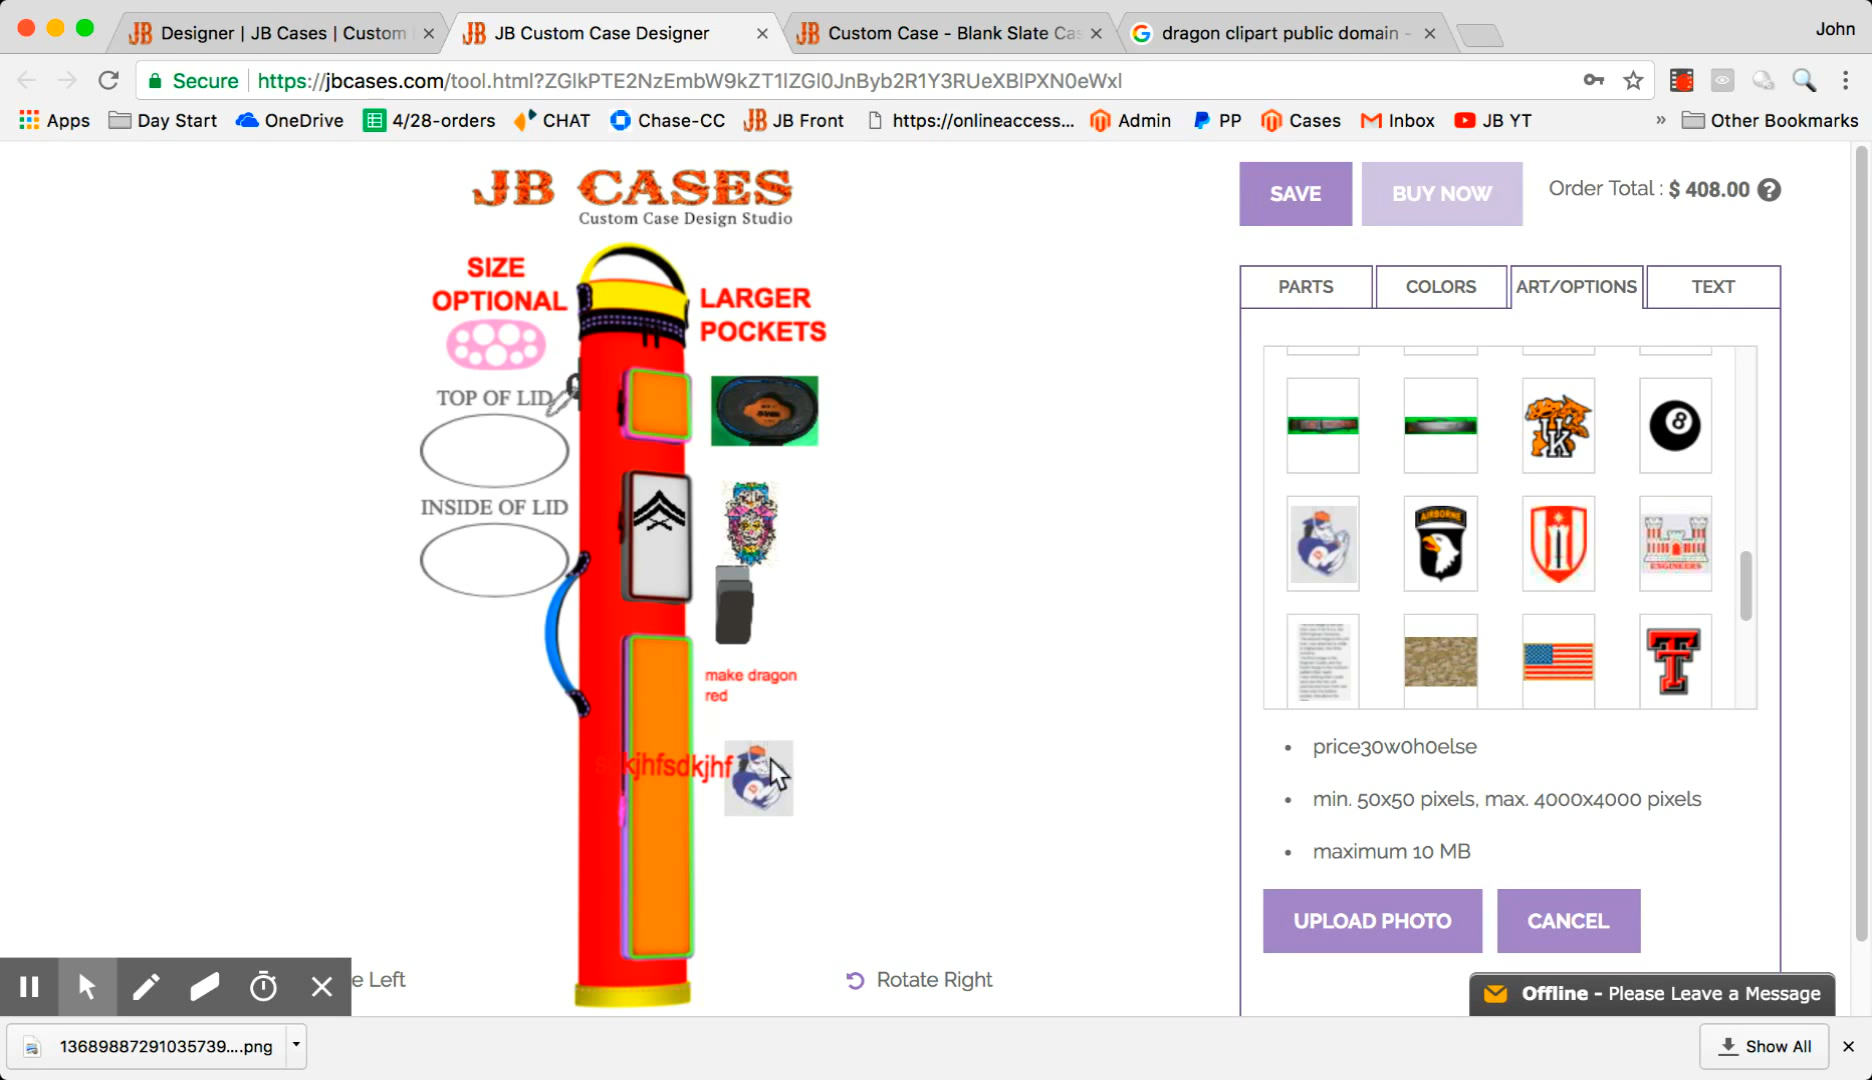 Designer | JB Cases | Custom
JB Custom Case Designer
Custom Case - Blank Slate Cas
dragon clipart public domain -
John
Secure
https://jbcases.com/tool.html?ZGlkPTE2NzEmbW9kZT1lZGl0JnByb2R1Y3RUeXBlPXN0eWxl
Apps
Day Start
OneDrive
4/28-orders
CHAT
Chase-CC
JB Front
https://onlineaccess...
Admin
PP
Cases
Inbox
JB YT
»
Other Bookmarks
JB CASES
Custom Case Design Studio
SAVE
BUY NOW
Order Total : $ 408.00 ?
SIZE
OPTIONAL
LARGER
POCKETS
TOP OF LID
INSIDE OF LID
make dragon
red
kjhfsdkjhf
PARTS
COLORS
ART/OPTIONS
TEXT
UK
8
AIRBORNE
ENGINEERS
T
• price30w0h0else
• min. 50x50 pixels, max. 4000x4000 pixels
• maximum 10 MB
UPLOAD PHOTO
CANCEL
e Left
Rotate Right
Offline - Please Leave a Message
13689887291035739....png
Show All